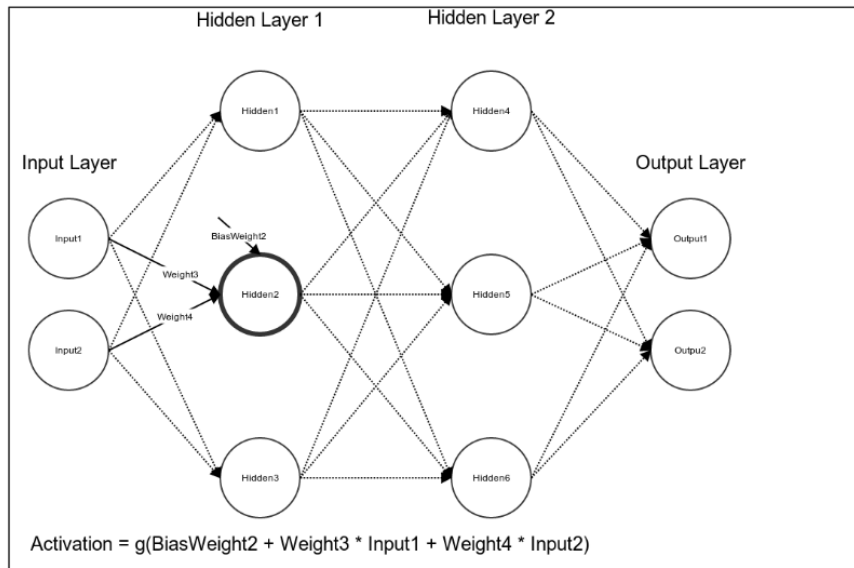 Hidden Layer 1
Hidden Layer 2
Input Layer
Output Layer
Hidden1
Hidden4
Input1
BiasWeight2
Output1
Weight3
Hidden2
Hidden5
Weight4
Input2
Outpu2
Hidden3
Hidden6
Activation = g(BiasWeight2 + Weight3 * Input1 + Weight4 * Input2)